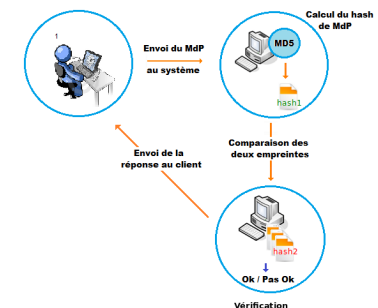 1
Envoi du MdP
au système
Calcul du hash
de MdP
MD5
hash1
Comparaison des
deux empreintes
Envoi de la
réponse au client
hash2
Ok / Pas Ok
Vérification